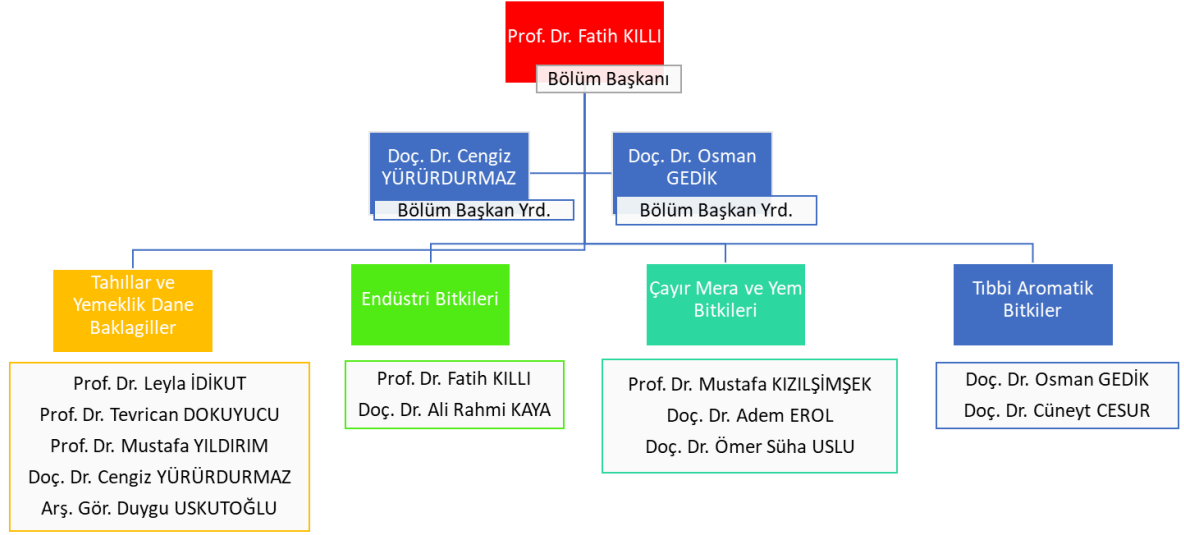 Prof. Dr. Fatih KILLI
Bölüm Başkanı
Doç. Dr. Cengiz
YÜRÜRDURMAZ
Bölüm Başkan Yrd.
Doç. Dr. Osman
GEDİK
Bölüm Başkan Yrd.
Tahıllar ve
Yemeklik Dane
Baklagiller
Prof. Dr. Leyla İDİKUT
Prof. Dr. Tevrican DOKUYUCU
Prof. Dr. Mustafa YILDIRIM
Doç. Dr. Cengiz YÜRÜRDURMAZ
Arş. Gör. Duygu USKUTOĞLU
Endüstri Bitkileri
Prof. Dr. Fatih KILLI
Doç. Dr. Ali Rahmi KAYA
Çayır Mera ve Yem
Bitkileri
Prof. Dr. Mustafa KIZILŞİMŞEK
Doç. Dr. Adem EROL
Doç. Dr. Ömer Süha USLU
Tıbbi Aromatik
Bitkiler
Doç. Dr. Osman GEDİK
Doç. Dr. Cüneyt CESUR